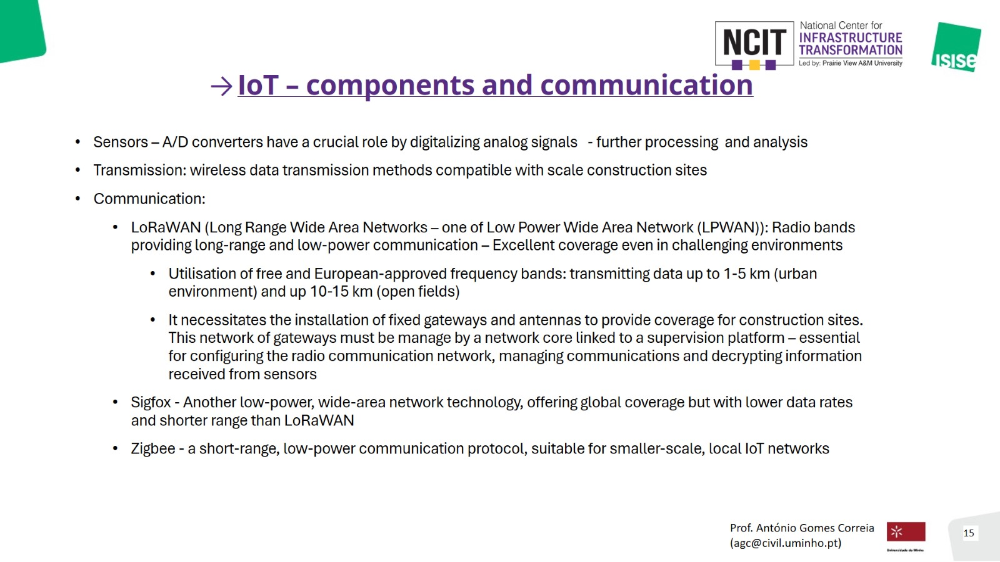 NCIT
National Center for
INFRASTRUCTURE
TRANSFORMATION
Led by: Prairie View A&M University
ISISE
→IoT – components and communication
• Sensors – A/D converters have a crucial role by digitalizing analog signals - further processing and analysis
• Transmission: wireless data transmission methods compatible with scale construction sites
• Communication:
• LoRaWAN (Long Range Wide Area Networks – one of Low Power Wide Area Network (LPWAN)): Radio bands
providing long-range and low-power communication – Excellent coverage even in challenging environments
• Utilisation of free and European-approved frequency bands: transmitting data up to 1-5 km (urban
environment) and up 10-15 km (open fields)
• It necessitates the installation of fixed gateways and antennas to provide coverage for construction sites.
This network of gateways must be manage by a network core linked to a supervision platform – essential
for configuring the radio communication network, managing communications and decrypting information
received from sensors
• Sigfox - Another low-power, wide-area network technology, offering global coverage but with lower data rates
and shorter range than LoRaWAN
• Zigbee - a short-range, low-power communication protocol, suitable for smaller-scale, local IoT networks
Prof. António Gomes Correia
(agc@civil.uminho.pt)
Universidade do Minho
15